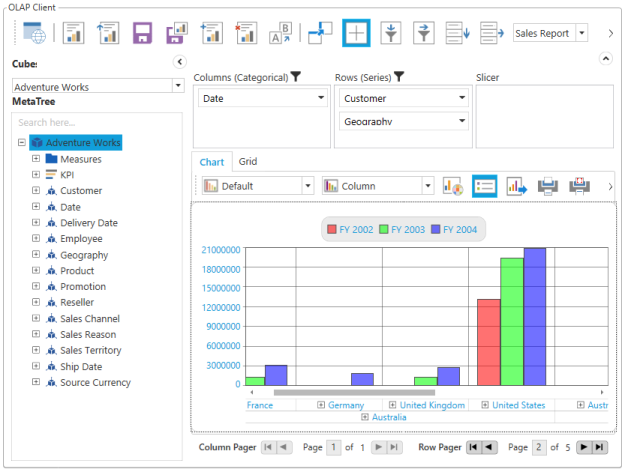 OLAP Client
Sales Report
Cube:
Adventure Works
MetaTree
Search here...
Adventure Works
Measures
KPI
Customer
Date
Delivery Date
Employee
Geography
Product
Promotion
Reseller
Sales Channel
Sales Reason
Sales Territory
Ship Date
Source Currency
Columns (Categorical)
Date
Rows (Series)
Customer
Geography
Slicer
Chart Grid
Default Column
FY 2002 FY 2003 FY 2004
21000000
18000000
15000000
12000000
9000000
6000000
3000000
0
France Germany United Kingdom United States Austr
Australia
Column Pager Page 1 of 1 Row Pager Page 2 of 5